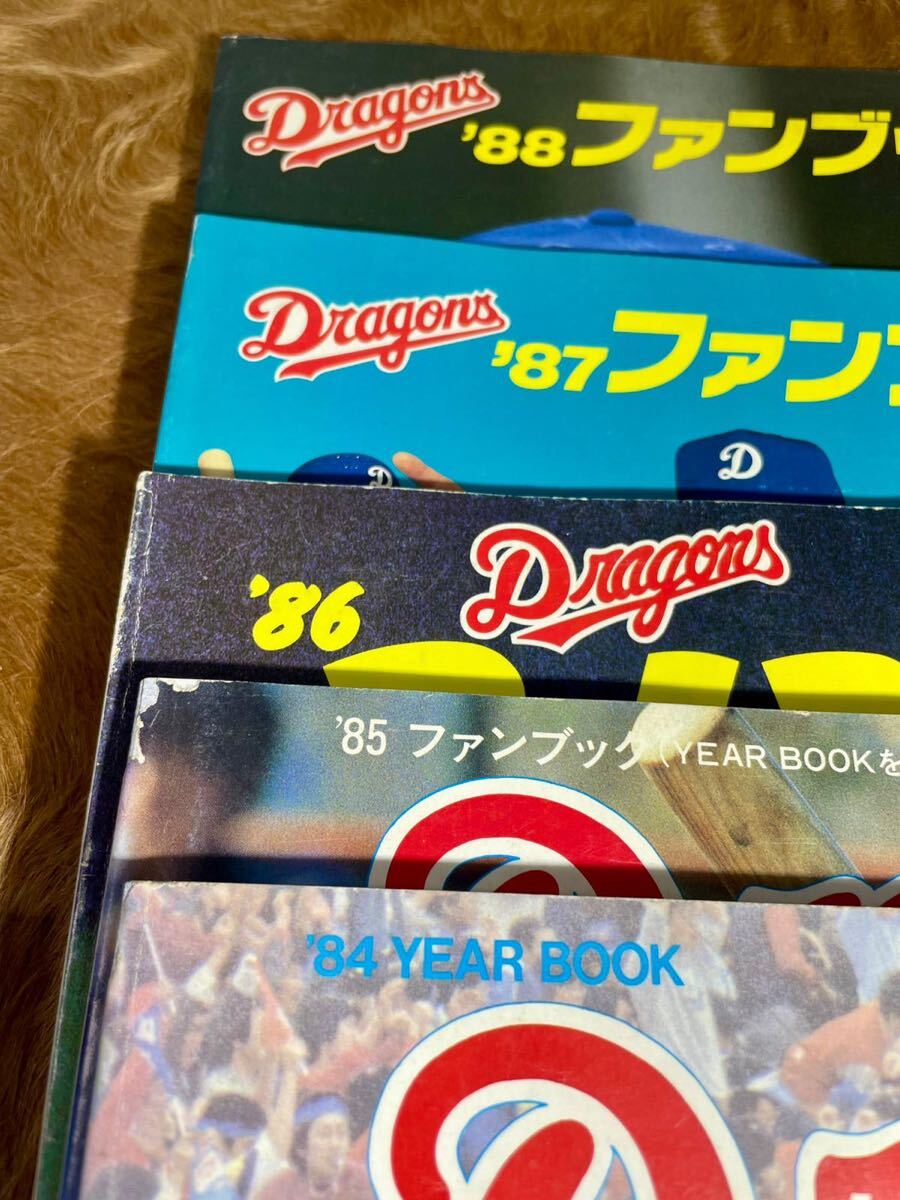 Dragons
'88 ファンブ
Dragons
'87 ファン
D
D
Dragons
'86
'85 ファンブック (YEAR BOOKを
'84 YEAR BOOK
D